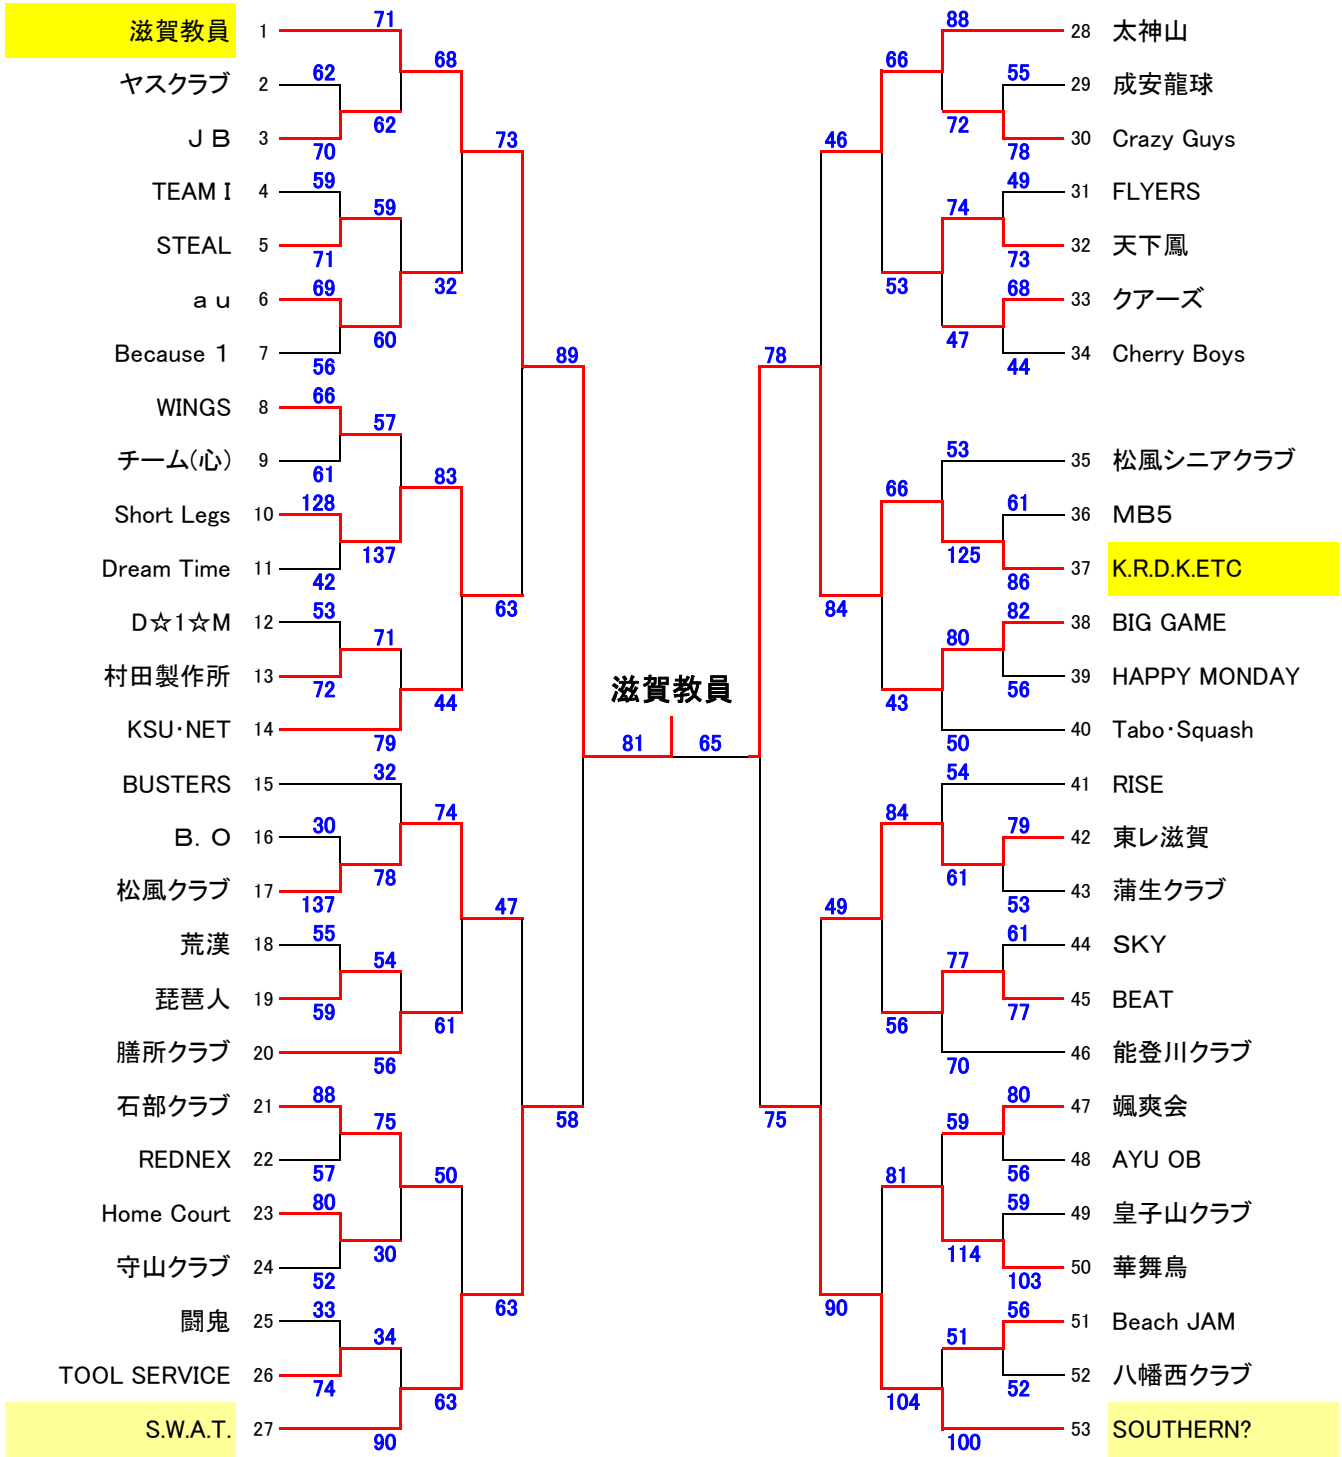 滋賀教員 1 71
ヤスクラブ 2 62
ＪＢ 3 70
62
68
TEAM I 4 59
STEAL 5 71
59
ａｕ 6 69
Because １ 7 56
60
32
73
WINGS 8 66
チーム(心) 9 61
57
Short Legs 10 128
Dream Time 11 42
137
83
D☆1☆M 12 53
村田製作所 13 72
71
KSU･NET 14 79
44
63
89
BUSTERS 15 32
Ｂ．Ｏ 16 30
松風クラブ 17 137
78
74
荒漢 18 55
琵琶人 19 59
54
膳所クラブ 20 56
61
47
石部クラブ 21 88
REDNEX 22 57
75
Home Court 23 80
守山クラブ 24 52
30
50
闘鬼 25 33
TOOL SERVICE 26 74
34
S.W.A.T. 27 90
63
63
58
滋賀教員
81 65
88 28 太神山
55 29 成安龍球
78 30 Crazy Guys
72
66
49 31 FLYERS
73 32 天下鳳
74
68 33 クアーズ
44 34 Cherry Boys
47
53
46
53 35 松風シニアクラブ
61 36 ＭＢ５
86 37 K.R.D.K.ETC
125
66
82 38 BIG GAME
56 39 HAPPY MONDAY
80
50 40 Tabo･Squash
43
84
78
54 41 RISE
79 42 東レ滋賀
53 43 蒲生クラブ
61
84
61 44 ＳＫＹ
77 45 BEAT
77
70 46 能登川クラブ
56
49
80 47 颯爽会
56 48 AYU OB
59
59 49 皇子山クラブ
103 50 華舞鳥
114
81
56 51 Beach JAM
52 52 八幡西クラブ
51
100 53 SOUTHERN?
104
90
75